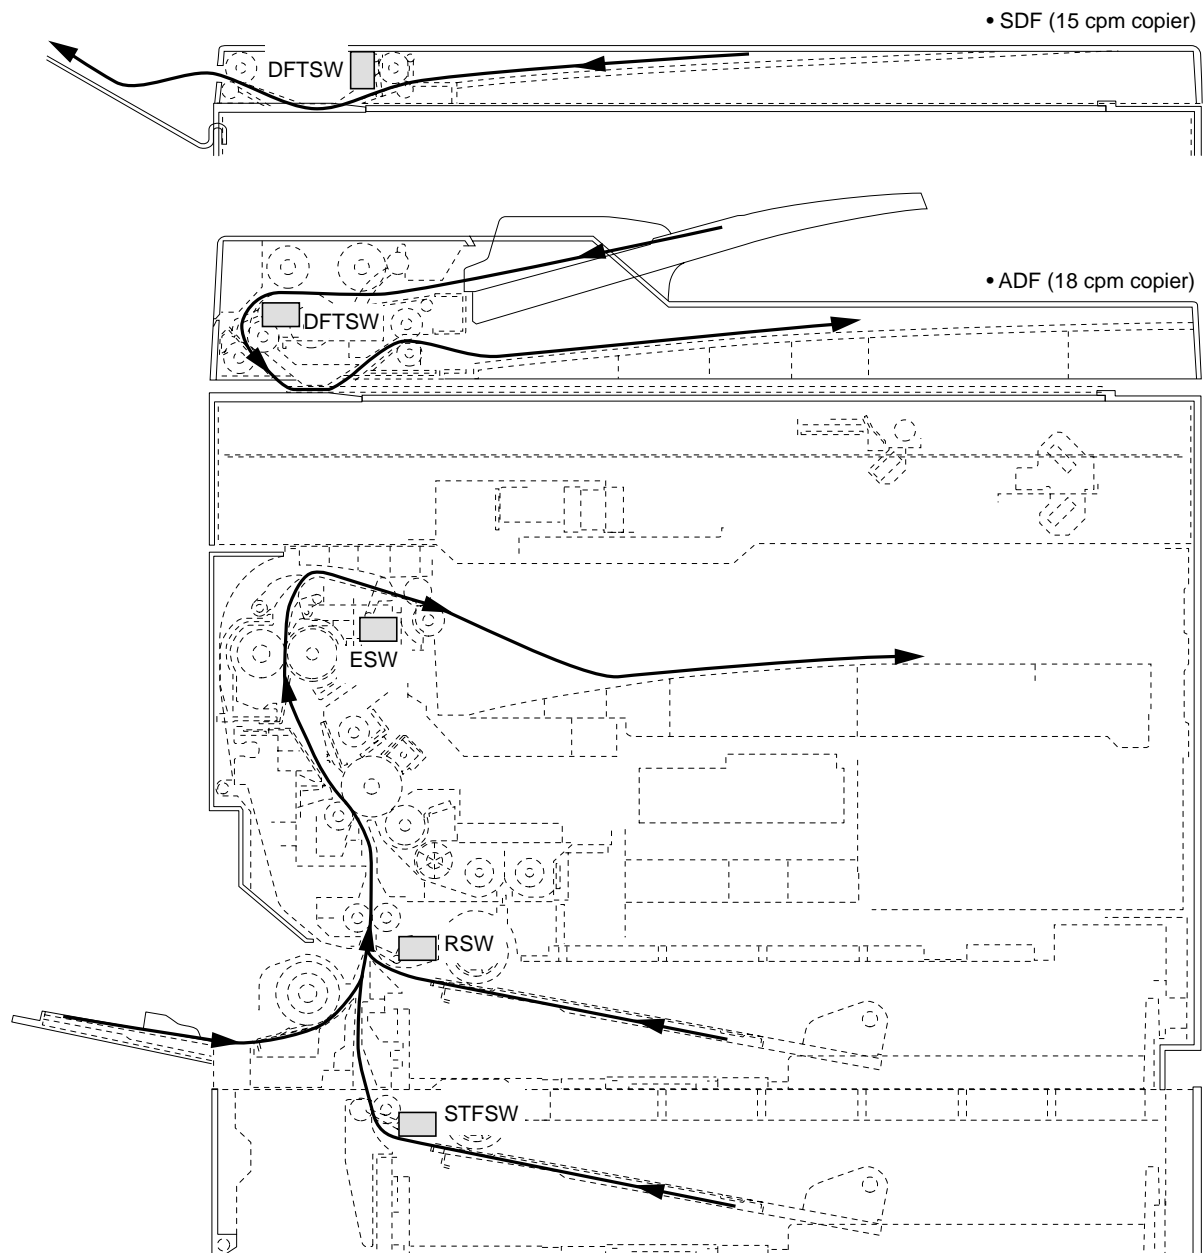 • SDF (15 cpm copier)
DFTSW
• ADF (18 cpm copier)
DFTSW
ESW
RSW
STFSW